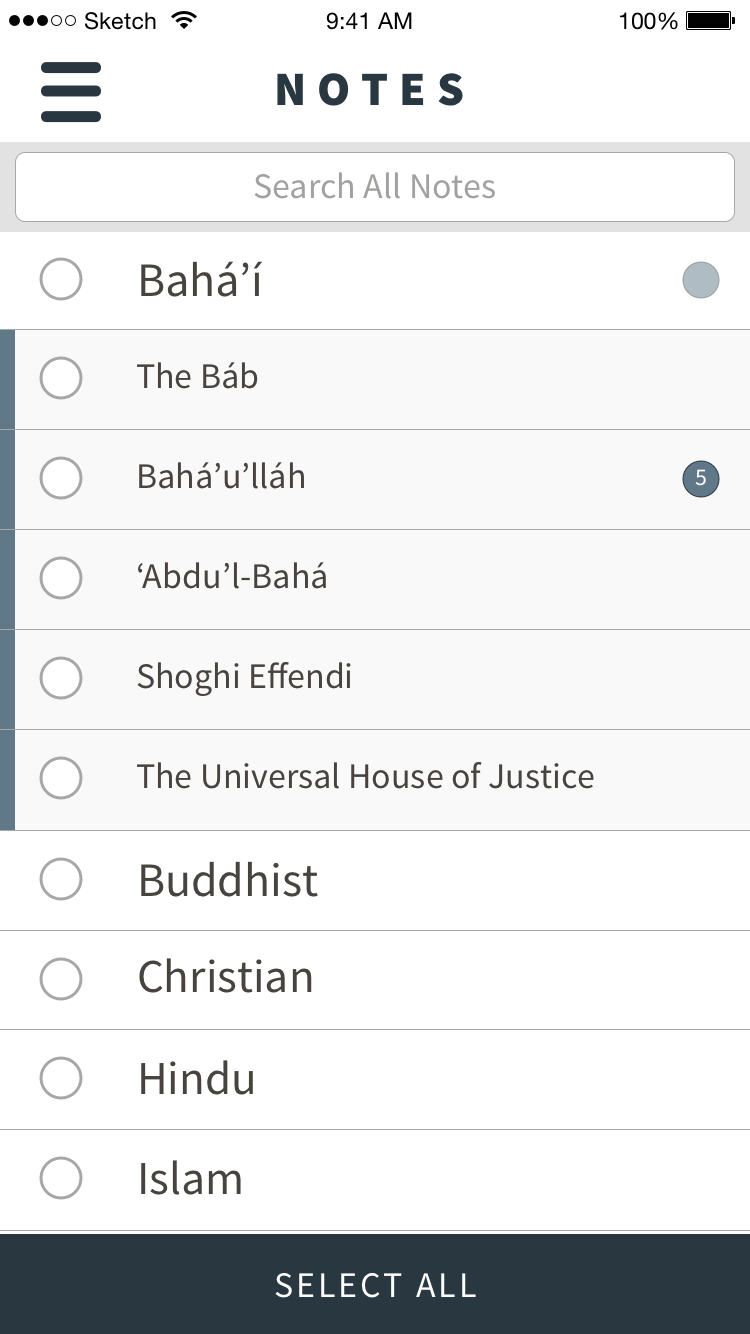 Sketch 9:41 AM 100%
NOTES
Search All Notes
Bahá’í
The Báb
Bahá’u’lláh 5
‘Abdu’l-Bahá
Shoghi Effendi
The Universal House of Justice
Buddhist
Christian
Hindu
Islam
SELECT ALL